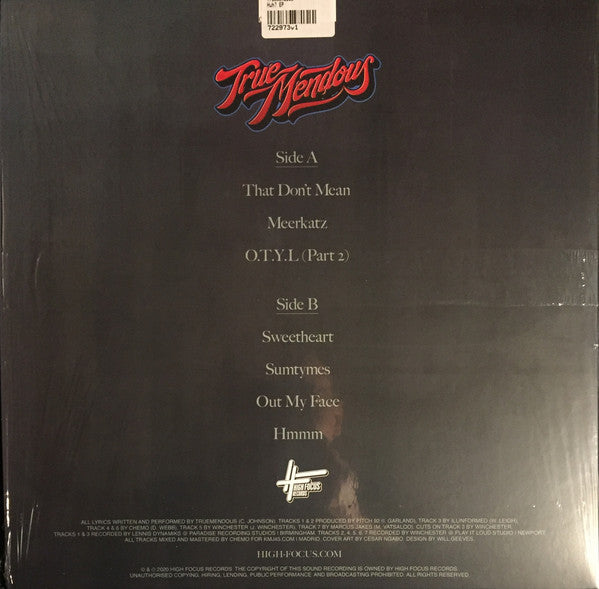 Huh? EP
722973v1
True
Mendous
Side A
That Don't Mean
Meerkatz
O.T.Y.L (Part 2)
Side B
Sweetheart
Sumtymes
Out My Face
Hmmm
HIGH FOCUS
RECORDS
ALL LYRICS WRITTEN AND PERFORMED BY TRUEMENDOUS (C. JOHNSON). TRACKS 1 & 2 PRODUCED BY PITCH 92 (I. GARLAND), TRACK 3 BY ILLINFORMED (W. LEIGH),
TRACK 4 & 6 BY CHEMO (D. WEBB). TRACK 5 BY WINCHESTER (J. WINCHESTER), TRACK 7 BY MARCUS JAKES (M. VATSALOO). CUTS ON TRACK 2 BY WINCHESTER.
TRACKS 1 & 3 RECORDED BY LENNIS DYNAMIKS @ PARADISE RECORDING STUDIOS | BIRMINGHAM. TRACKS 2, 4, 5, 6, 7 RECORDED BY WINCHESTER @ PLAY IT LOUD STUDIO | NEWPORT.
ALL TRACKS MIXED AND MASTERED BY CHEMO FOR KMJ45.COM | MADRID. COVER ART BY CESAR NGABO. DESIGN BY WILL GEEVES.
HIGH-FOCUS.COM
℗ & © 2020 HIGH FOCUS RECORDS. THE COPYRIGHT OF THIS SOUND RECORDING IS OWNED BY HIGH FOCUS RECORDS.
UNAUTHORISED COPYING, HIRING, LENDING, PUBLIC PERFORMANCE AND BROADCASTING PROHIBITED. ALL RIGHTS RESERVED.